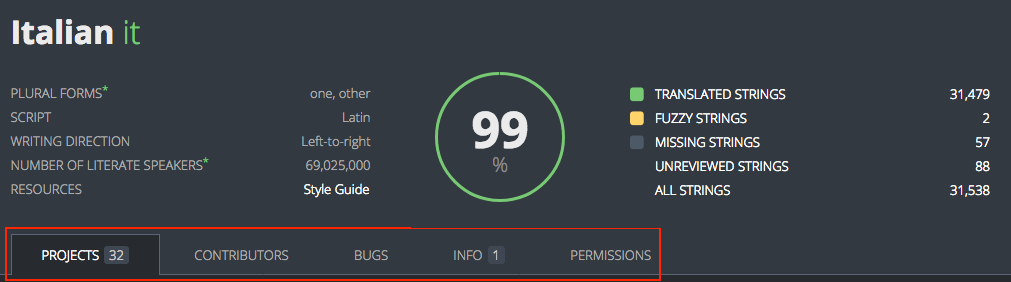 Italian it
PLURAL FORMS* one, other
SCRIPT Latin
WRITING DIRECTION Left-to-right
NUMBER OF LITERATE SPEAKERS* 69,025,000
RESOURCES Style Guide
99
%
TRANSLATED STRINGS 31,479
FUZZY STRINGS 2
MISSING STRINGS 57
UNREVIEWED STRINGS 88
ALL STRINGS 31,538
PROJECTS 32 CONTRIBUTORS BUGS INFO 1 PERMISSIONS